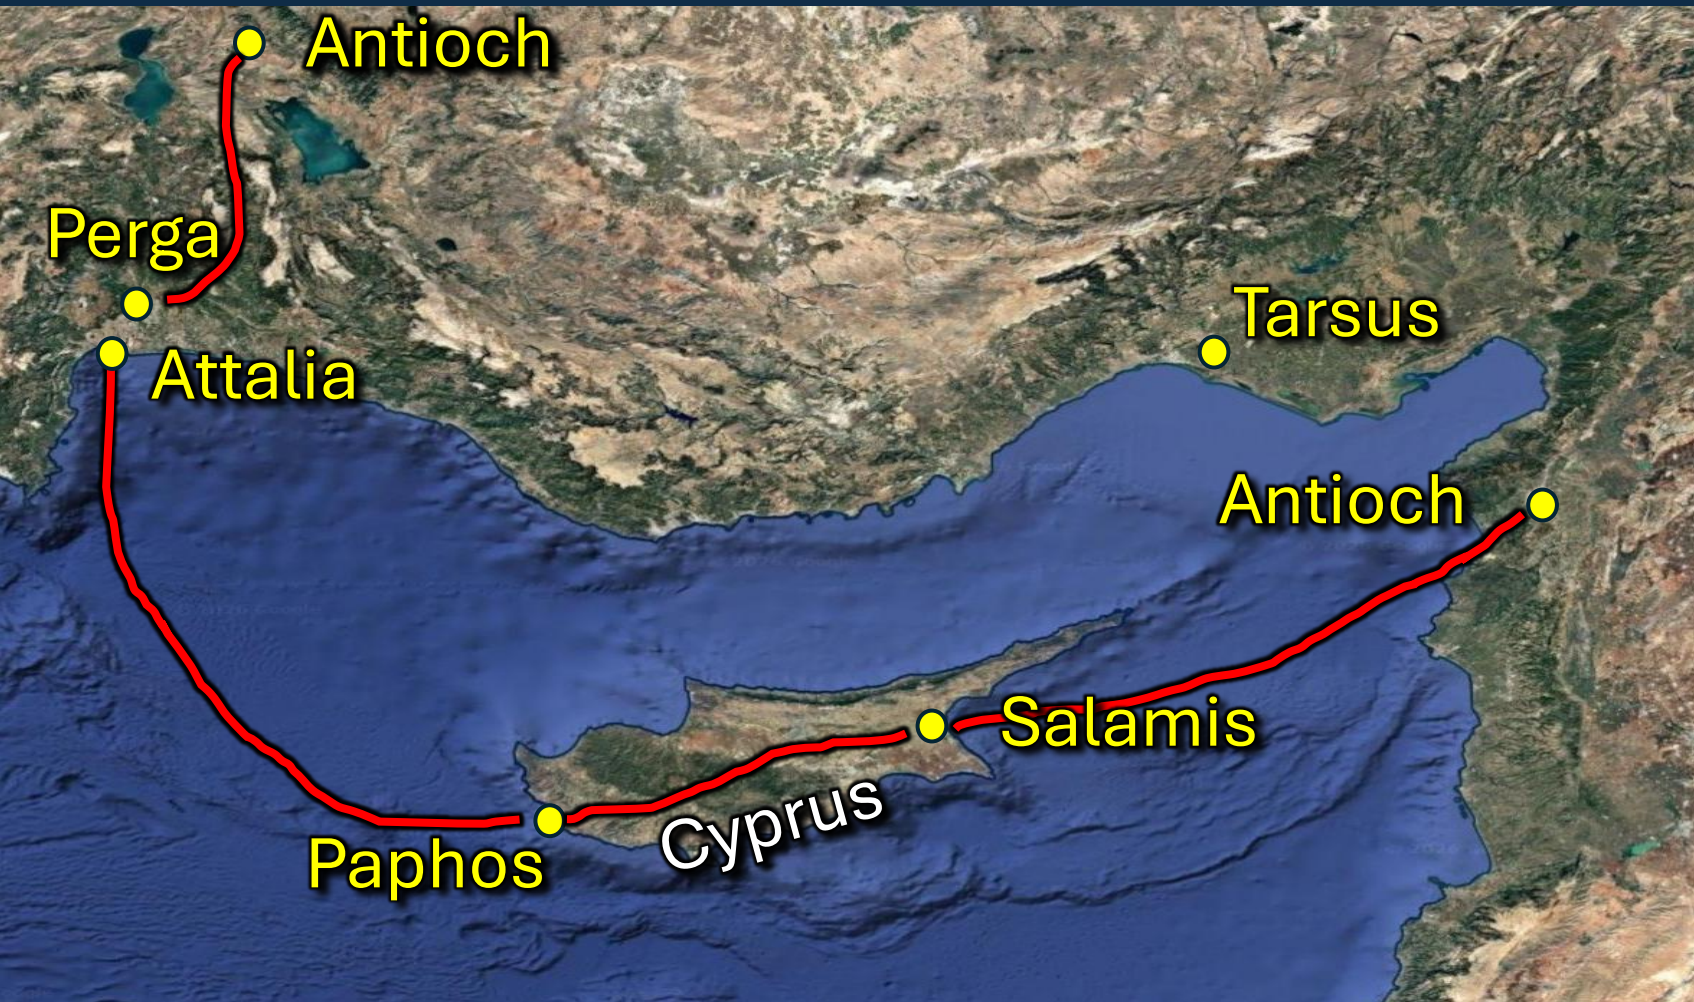 Antioch
Perga
Attalia
Tarsus
Antioch
Salamis
Cyprus
Paphos